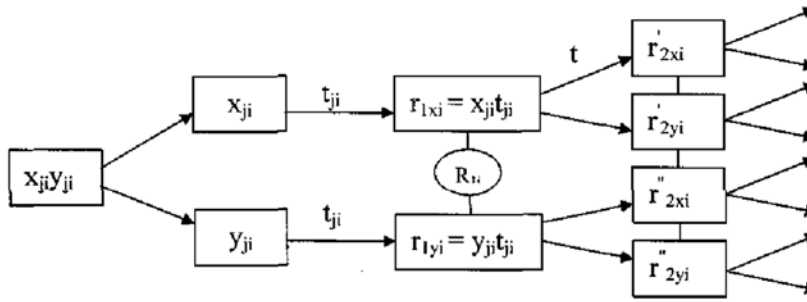 x_ji y_ji
x_ji
t_ji
r_1xi = x_ji t_ji
y_ji
t_ji
r_1yi = y_ji t_ji
t
r'_2xi
r'_2yi
r''_2xi
r''_2yi